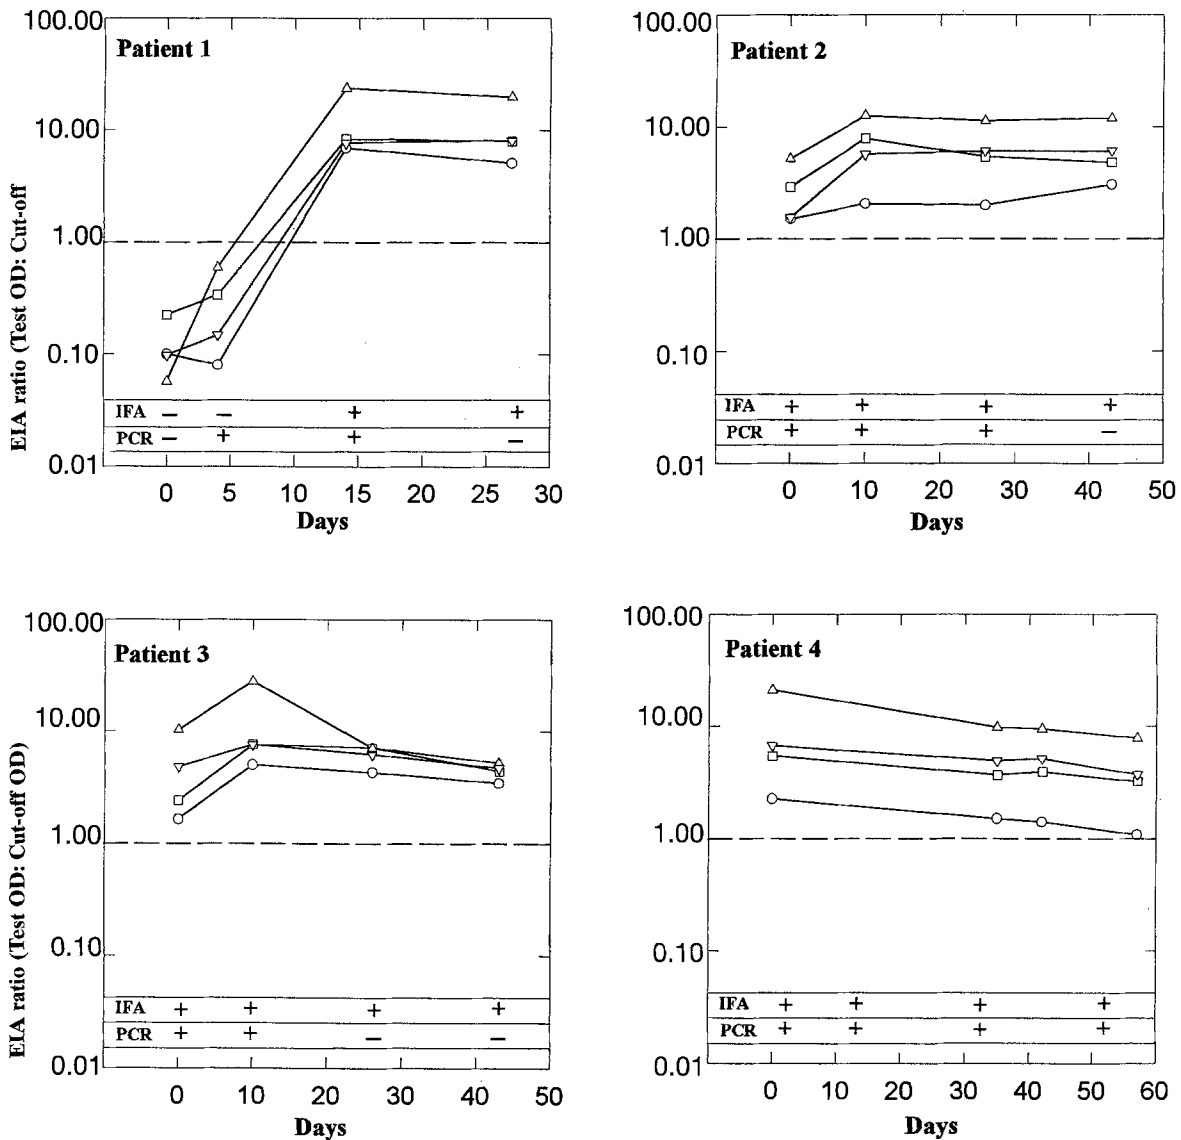 100.00
Patient 1
10.00
1.00
0.10
0.01
EIA ratio (Test OD: Cut-off
IFA − − + +
PCR − + + −
0 5 10 15 20 25 30
Days
100.00
Patient 2
10.00
1.00
0.10
0.01
IFA + + + +
PCR + + + −
0 10 20 30 40 50
Days
100.00
Patient 3
10.00
1.00
0.10
0.01
EIA ratio (Test OD: Cut-off OD)
IFA + + + +
PCR + + − −
0 10 20 30 40 50
Days
100.00
Patient 4
10.00
1.00
0.10
0.01
IFA + + + +
PCR + + + +
0 10 20 30 40 50 60
Days